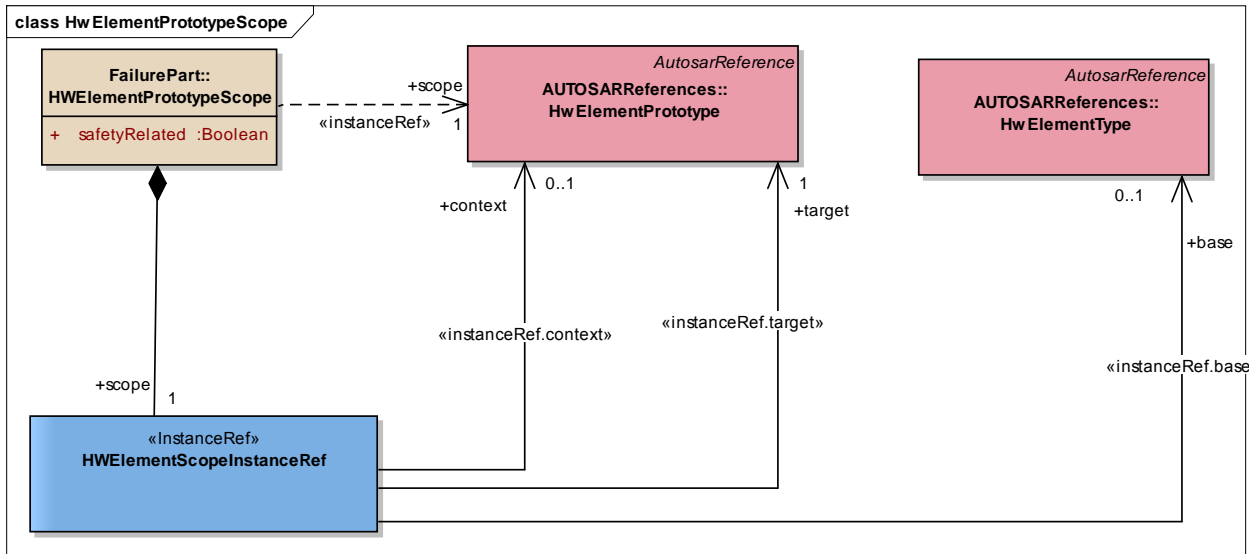 class HwElementPrototypeScope
FailurePart::
HWElementPrototypeScope
+ safetyRelated :Boolean
+scope
«instanceRef»
1
AutosarReference
AUTOSARReferences::
HwElementPrototype
AutosarReference
AUTOSARReferences::
HwElementType
0..1
+context
1
+target
0..1
+base
«instanceRef.context»
«instanceRef.target»
«instanceRef.base»
+scope
1
«InstanceRef»
HWElementScopeInstanceRef